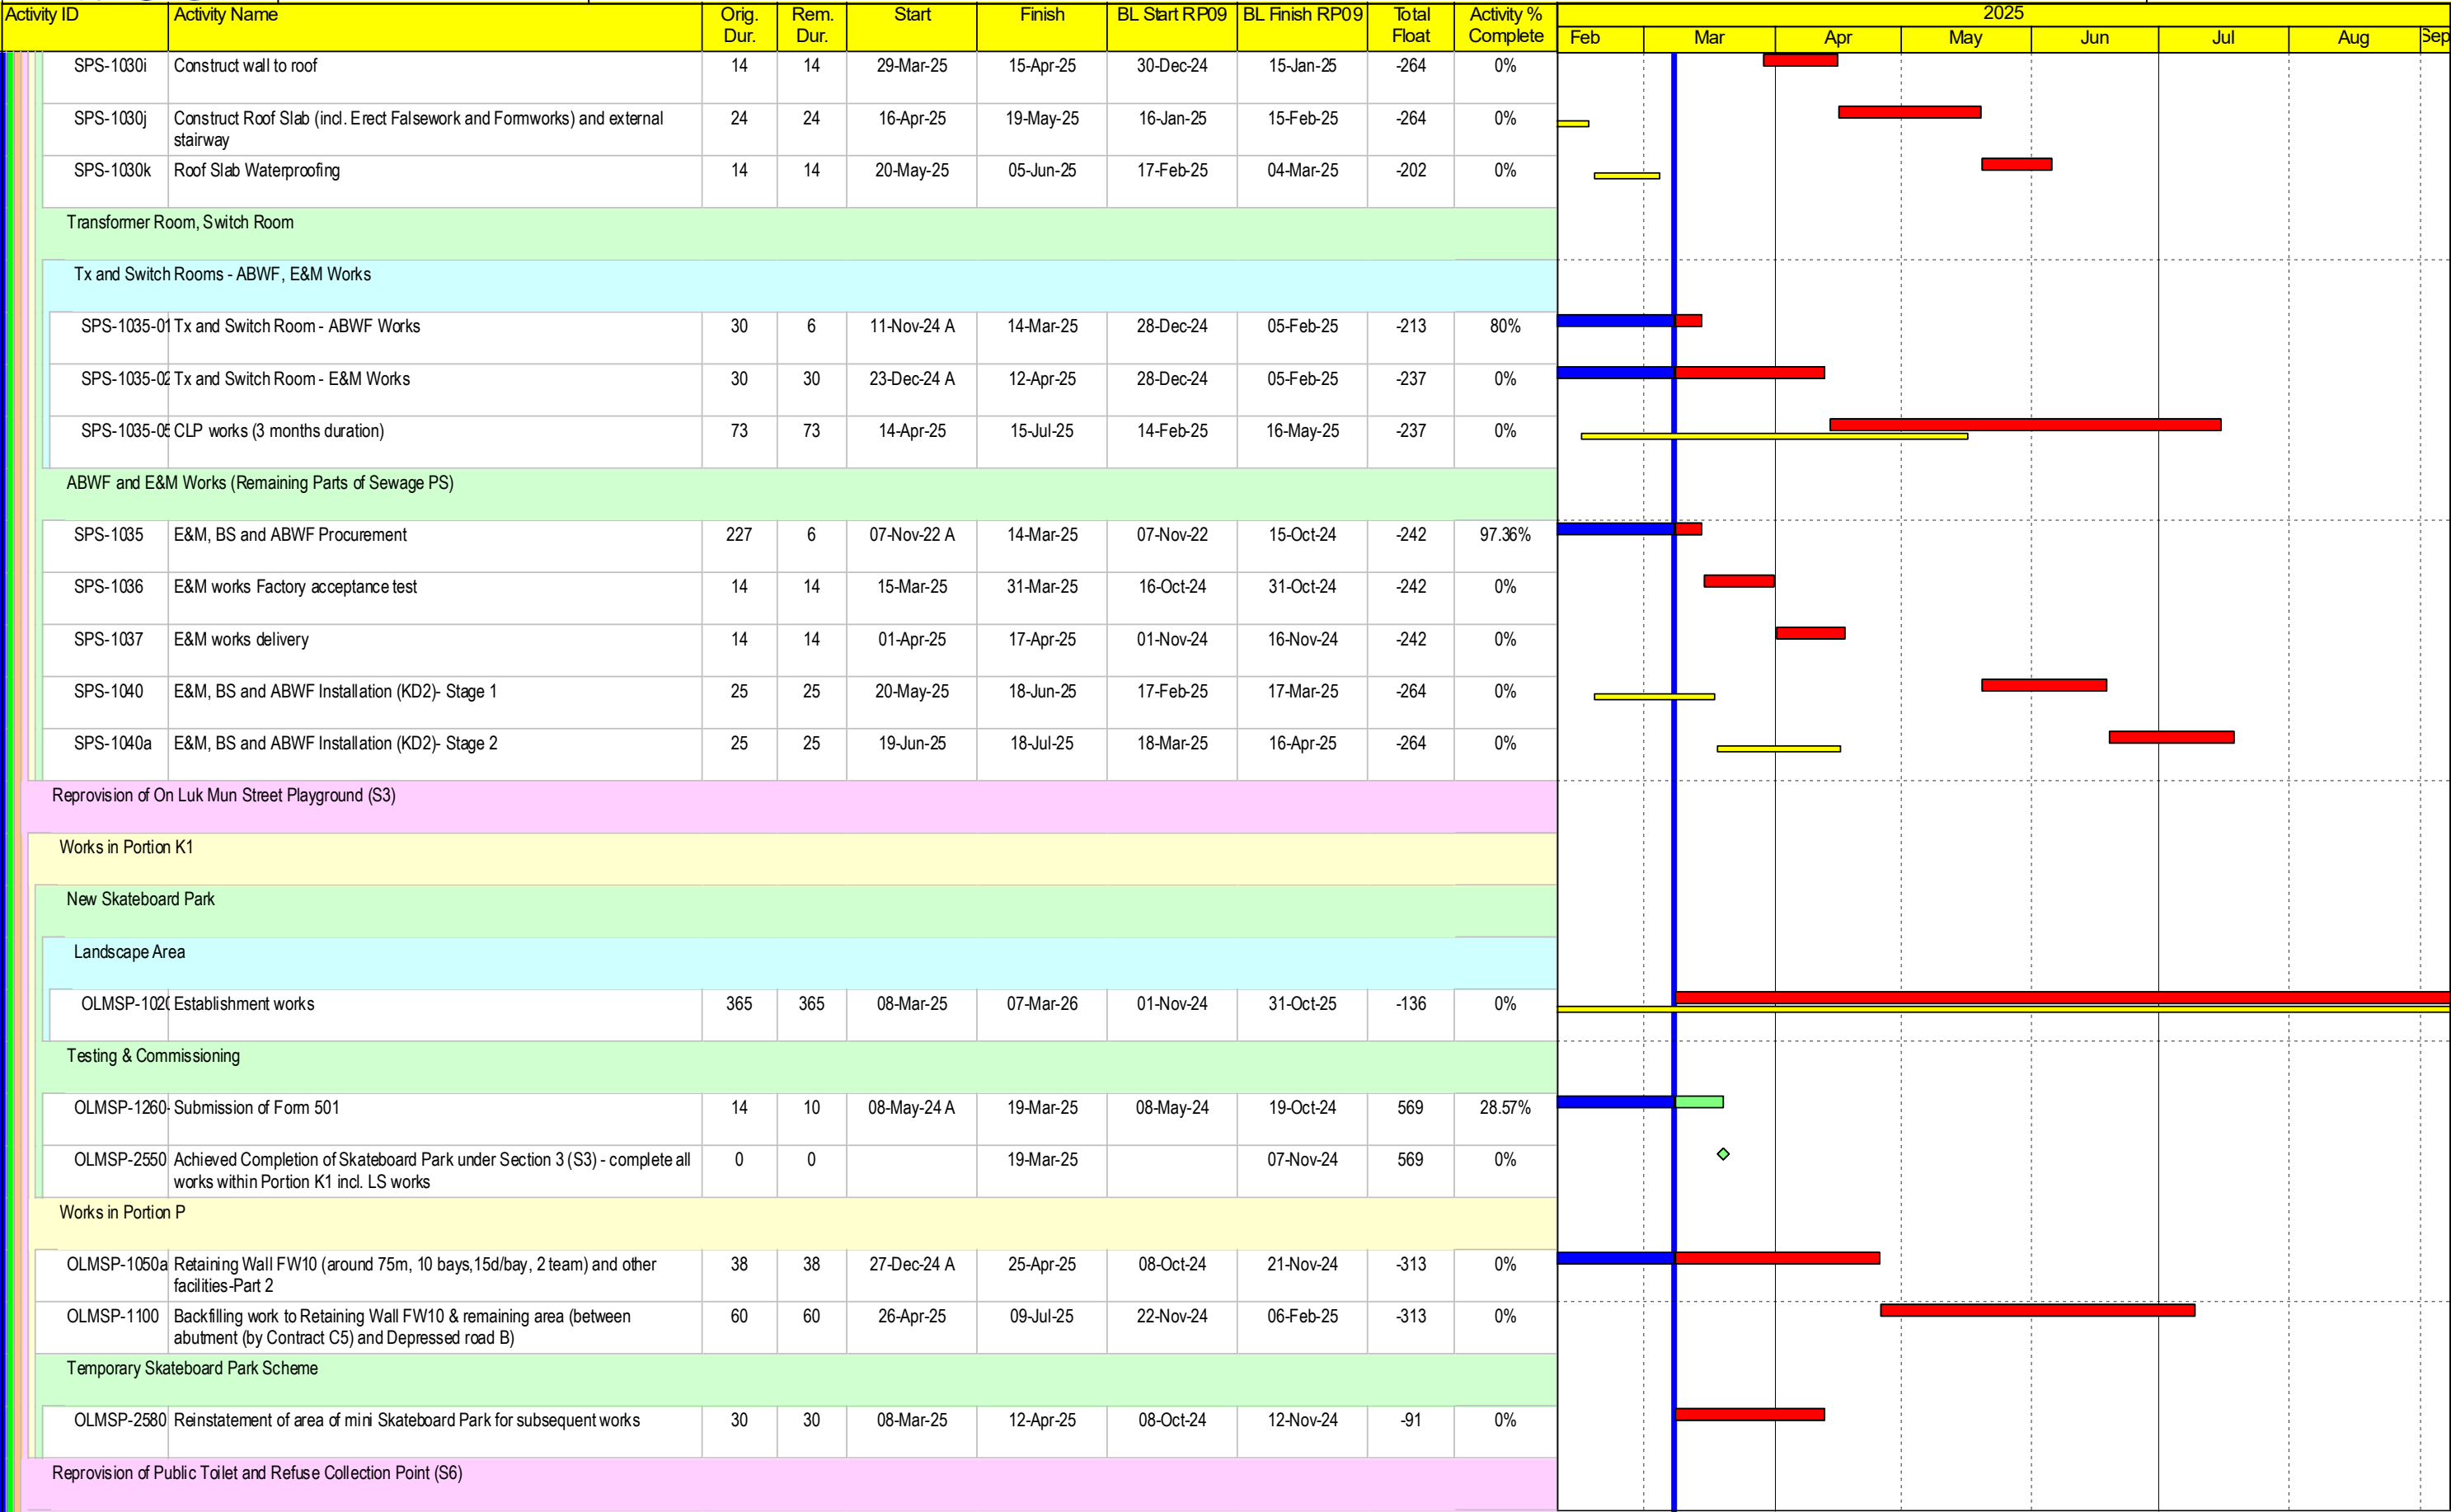 Activity ID Activity Name Orig. Dur. Rem. Dur. Start Finish BL Start RP09 BL Finish RP09 Total Float Activity % Complete 2025
Feb Mar Apr May Jun Jul Aug Sep
SPS-1030i Construct wall to roof 14 14 29-Mar-25 15-Apr-25 30-Dec-24 15-Jan-25 -264 0%
SPS-1030j Construct Roof Slab (incl. Erect Falsework and Formworks) and external 24 24 16-Apr-25 19-May-25 16-Jan-25 15-Feb-25 -264 0%
stairway
SPS-1030k Roof Slab Waterproofing 14 14 20-May-25 05-Jun-25 17-Feb-25 04-Mar-25 -202 0%
Transformer Room, Switch Room
Tx and Switch Rooms - ABWF, E&M Works
SPS-1035-01 Tx and Switch Room - ABWF Works 30 6 11-Nov-24 A 14-Mar-25 28-Dec-24 05-Feb-25 -213 80%
SPS-1035-02 Tx and Switch Room - E&M Works 30 30 23-Dec-24 A 12-Apr-25 28-Dec-24 05-Feb-25 -237 0%
SPS-1035-05 CLP works (3 months duration) 73 73 14-Apr-25 15-Jul-25 14-Feb-25 16-May-25 -237 0%
ABWF and E&M Works (Remaining Parts of Sewage PS)
SPS-1035 E&M, BS and ABWF Procurement 227 6 07-Nov-22 A 14-Mar-25 07-Nov-22 15-Oct-24 -242 97.36%
SPS-1036 E&M works Factory acceptance test 14 14 15-Mar-25 31-Mar-25 16-Oct-24 31-Oct-24 -242 0%
SPS-1037 E&M works delivery 14 14 01-Apr-25 17-Apr-25 01-Nov-24 16-Nov-24 -242 0%
SPS-1040 E&M, BS and ABWF Installation (KD2)- Stage 1 25 25 20-May-25 18-Jun-25 17-Feb-25 17-Mar-25 -264 0%
SPS-1040a E&M, BS and ABWF Installation (KD2)- Stage 2 25 25 19-Jun-25 18-Jul-25 18-Mar-25 16-Apr-25 -264 0%
Reprovision of On Luk Mun Street Playground (S3)
Works in Portion K1
New Skateboard Park
Landscape Area
OLMSP-1020 Establishment works 365 365 08-Mar-25 07-Mar-26 01-Nov-24 31-Oct-25 -136 0%
Testing & Commissioning
OLMSP-1260- Submission of Form 501 14 10 08-May-24 A 19-Mar-25 08-May-24 19-Oct-24 569 28.57%
OLMSP-2550 Achieved Completion of Skateboard Park under Section 3 (S3) - complete all 0 0 19-Mar-25 07-Nov-24 569 0%
works within Portion K1 incl. LS works
Works in Portion P
OLMSP-1050a Retaining Wall FW10 (around 75m, 10 bays,15d/bay, 2 team) and other 38 38 27-Dec-24 A 25-Apr-25 08-Oct-24 21-Nov-24 -313 0%
facilities-Part 2
OLMSP-1100 Backfilling work to Retaining Wall FW10 & remaining area (between 60 60 26-Apr-25 09-Jul-25 22-Nov-24 06-Feb-25 -313 0%
abutment (by Contract C5) and Depressed road B)
Temporary Skateboard Park Scheme
OLMSP-2580 Reinstatement of area of mini Skateboard Park for subsequent works 30 30 08-Mar-25 12-Apr-25 08-Oct-24 12-Nov-24 -91 0%
Reprovision of Public Toilet and Refuse Collection Point (S6)